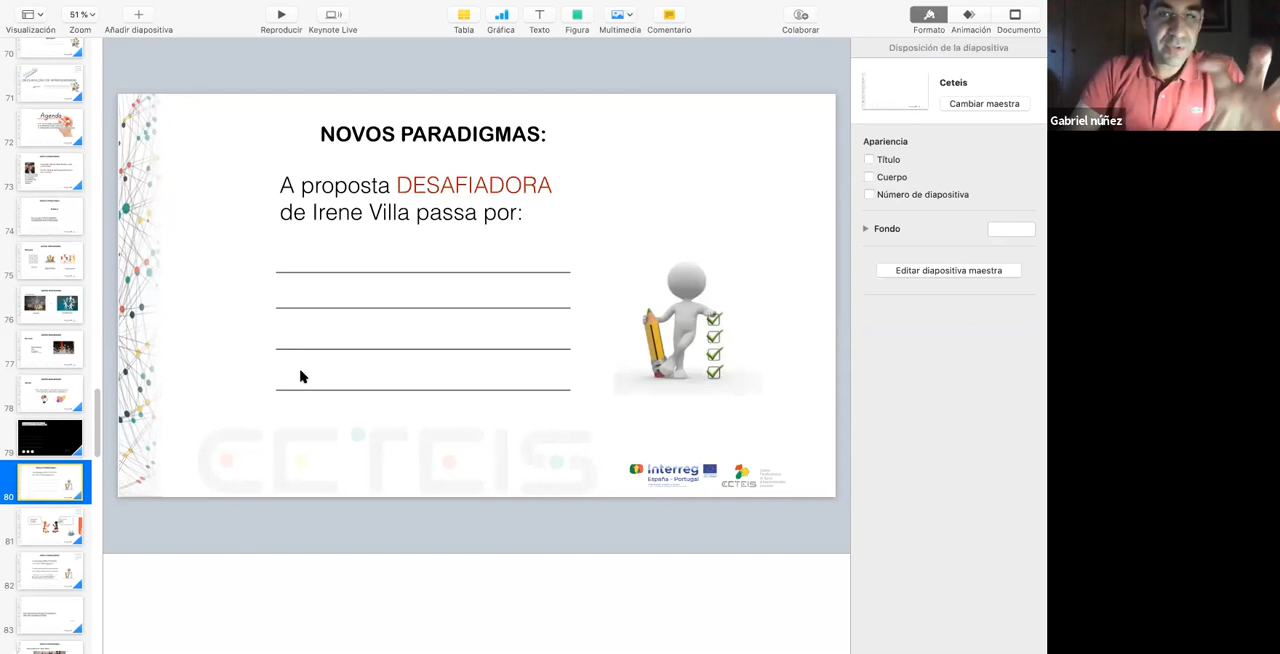 51 %
Visualización
Zoom
Añadir diapositiva
Reproducir
Keynote Live
Tabla
Gráfica
Texto
Figura
Multimedia
Comentario
Colaborar
Formato
Animación
Documento
70
71
72
Agenda
73
74
75
76
77
78
79
80
81
82
83
NOVOS PARADIGMAS:
A proposta DESAFIADORA
de Irene Villa passa por:
CETEIS
Interreg
España - Portugal
CETEIS
Disposición de la diapositiva
Ceteis
Cambiar maestra
Apariencia
Título
Cuerpo
Número de diapositiva
Fondo
Editar diapositiva maestra
Gabriel núñez